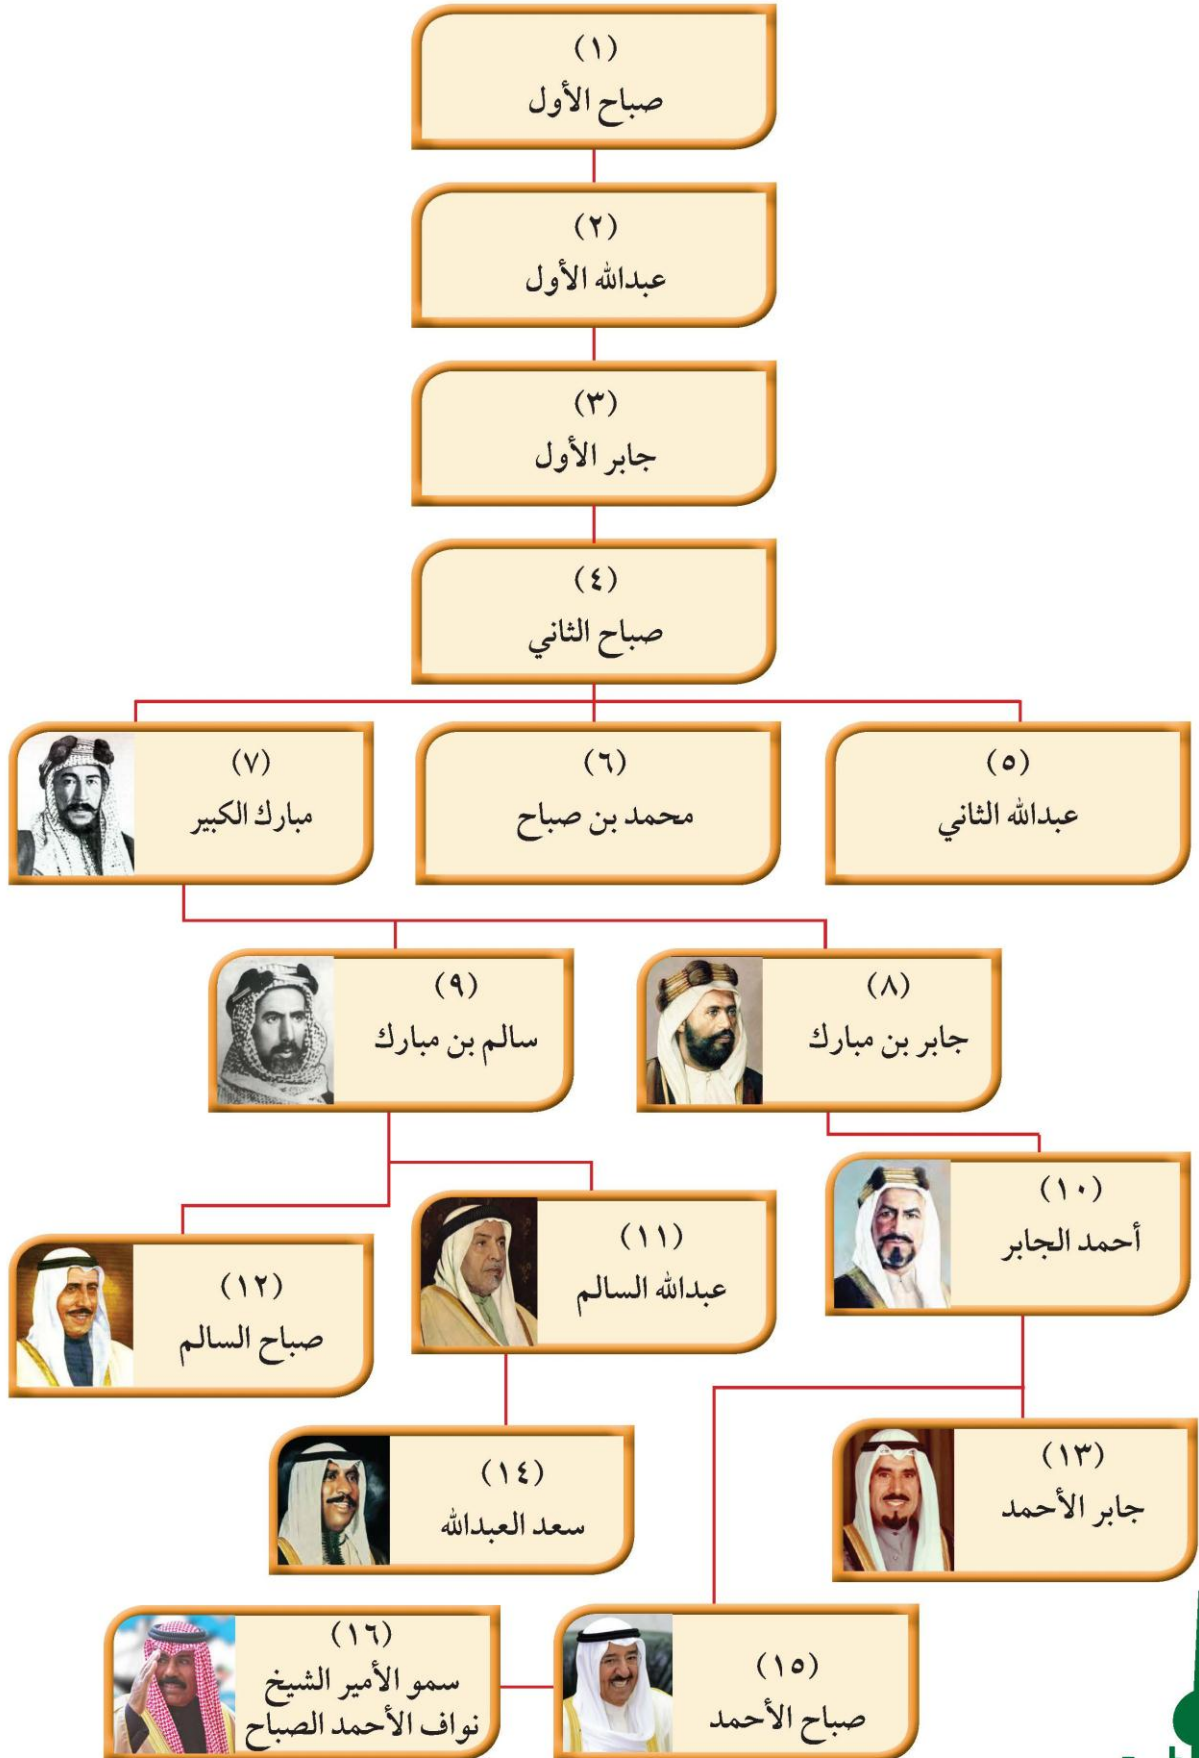 (١)
صباح الأول
(٢)
عبدالله الأول
(٣)
جابر الأول
(٤)
صباح الثاني
(٥)
عبدالله الثاني
(٦)
محمد بن صباح
(٧)
مبارك الكبير
(٨)
جابر بن مبارك
(٩)
سالم بن مبارك
(١٠)
أحمد الجابر
(١١)
عبدالله السالم
(١٢)
صباح السالم
(١٣)
جابر الأحمد
(١٤)
سعد العبدالله
(١٥)
صباح الأحمد
(١٦)
سمو الأمير الشيخ
نواف الأحمد الصباح